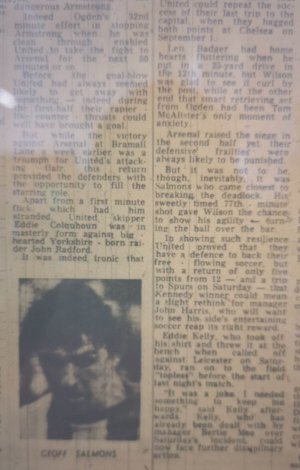 dangerous Armstrong.
Indeed Ogden's 32nd
minute effort in stopping
Armstrong when he was
clean through enabled
United to take the fight to
Arsenal for the next 50
minutes or so.
Before the goal-blow
United had always seemed
likely to get away with
something — indeed during
the first-half their rapier-
like counter thrusts could
well have brought a goal.
But while the victory
against Arsenal at Bramall
Lane a week earlier was a
triumph for United's attack-
ing flair, this return
provided the defenders with
the opportunity to fill the
starring role.
Apart from a first minute
flick which had him
stranded, United skipper
Eddie Colquhoun was in
masterly form against big-
hearted Yorkshire-born rai-
der John Radford.
It was indeed ironic that
GEOFF SALMONS
United could repeat the suc-
cess of their last trip to the
capital, when they bagged
both points at Chelsea on
September 1.
Len Badger had home
hearts fluttering when he
put in a 25-yard drive in
the 12th minute, but Wilson
was glad to see it curl by
the post, while at the other
end that smart retrieving act
from Ogden had been Tom
McAlister's only moment of
anxiety.
Arsenal raised the siege in
the second half yet their
defensive frailties were
always likely to be punished.
But it was not to be
though, inevitably, it was
Salmons who came closest to
breaking the deadlock. His
sweetly timed 77th-minute
shot gave Wilson the chance
to show his agility — turn-
ing the ball over the bar.
In showing such resilience
United proved that they
have a defence to back their
free-flowing soccer, but
with a return of only five
points from 12 — and a trip
to Spurs on Saturday — that
Kennedy winner could mean
a slight rethink for manager
John Harris, who will want
to see his side's entertaining
soccer reap its right reward.
Eddie Kelly, who took off
his shirt and threw it at the
bench when called off
against Leicester on Satur-
day, ran on to the field
"topless" before the start of
last night's match.
"It was a joke. I needed
something to keep me
happy," said Kelly after-
wards. Kelly, who has
already been dealt with by
manager Bertie Mee over
Saturday's incident, could
now face further disciplinary
action.